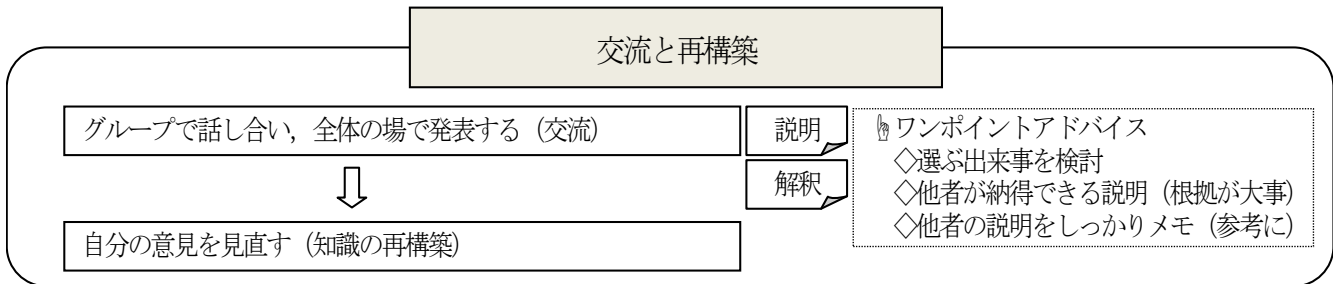 交流と再構築
グループで話し合い，全体の場で発表する（交流）
説明
解釈
自分の意見を見直す（知識の再構築）
☝ワンポイントアドバイス
◇選ぶ出来事を検討
◇他者が納得できる説明（根拠が大事）
◇他者の説明をしっかりメモ（参考に）